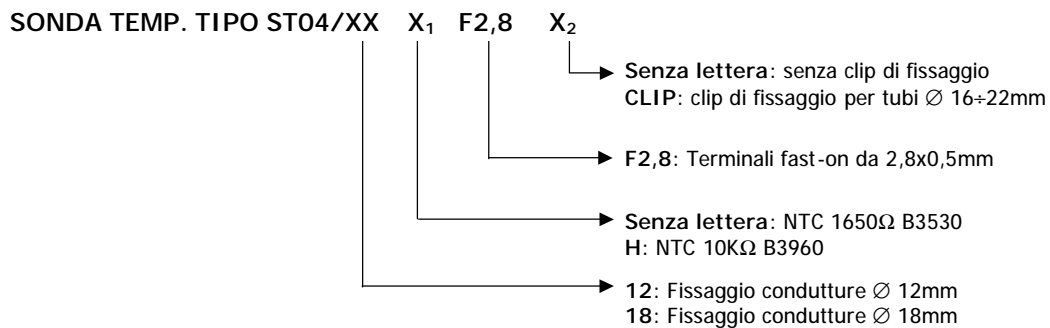 SONDA TEMP. TIPO ST04/XX X₁ F2,8 X₂
Senza lettera: senza clip di fissaggio
CLIP: clip di fissaggio per tubi ∅ 16÷22mm
F2,8: Terminali fast-on da 2,8x0,5mm
Senza lettera: NTC 1650Ω B3530
H: NTC 10KΩ B3960
12: Fissaggio condutture ∅ 12mm
18: Fissaggio condutture ∅ 18mm